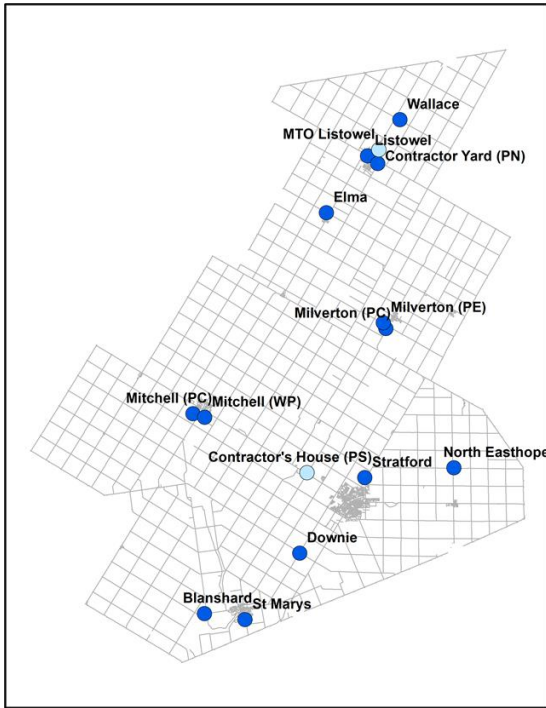 Wallace
MTO Listowel
Listowel
Contractor Yard (PN)
Elma
Milverton (PC)
Milverton (PE)
Mitchell (PC)
Mitchell (WP)
Contractor's House (PS)
Stratford
North Easthope
Downie
Blanshard
St Marys